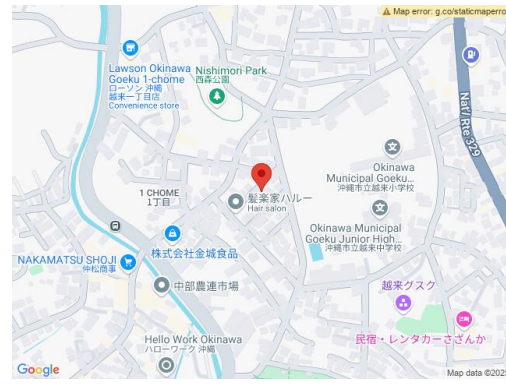 Map error: g.co/staticmaperro
Lawson Okinawa
Goeku 1-chome
ローソン 沖縄
越来一丁目店
Convenience store
Nishimori Park
西森公園
Nat'l Rte 329
Okinawa
Municipal Goeku...
沖縄市立越来小学校
髪楽家ハルー
Hair salon
1 CHOME
1丁目
Okinawa Municipal
Goeku Junior High...
沖縄市立越来中学校
株式会社金城食品
NAKAMATSU SHOJI
仲松商事
中部農連市場
越来グスク
民宿・レンタカーさざんか
Hello Work Okinawa
ハローワーク 沖縄
Google
Map data ©202